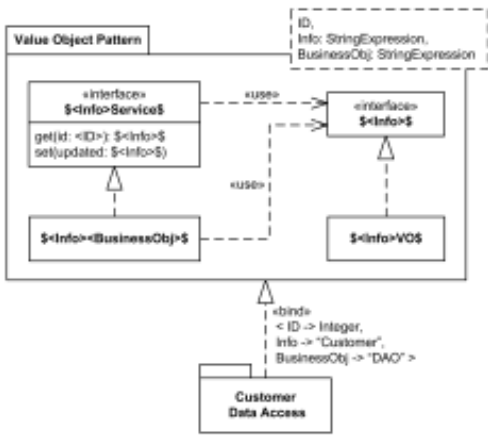 ID,
Info: StringExpression,
BusinessObj: StringExpression
Value Object Pattern
«interface»
$<Info>Service$
get(id: <ID>): $<Info>$
set(updated: $<Info>$)
«use»
«interface»
$<Info>$
«use»
$<Info><BusinessObj>$
$<Info>VO$
«bind»
< ID -> Integer,
Info -> "Customer",
BusinessObj -> "DAO" >
Customer
Data Access